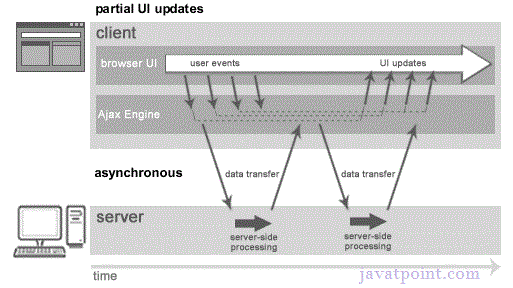 partial UI updates
client
browser UI
user events
UI updates
Ajax Engine
asynchronous
data transfer
data transfer
server
server-side
processing
server-side
processing
time
javatpoint.com